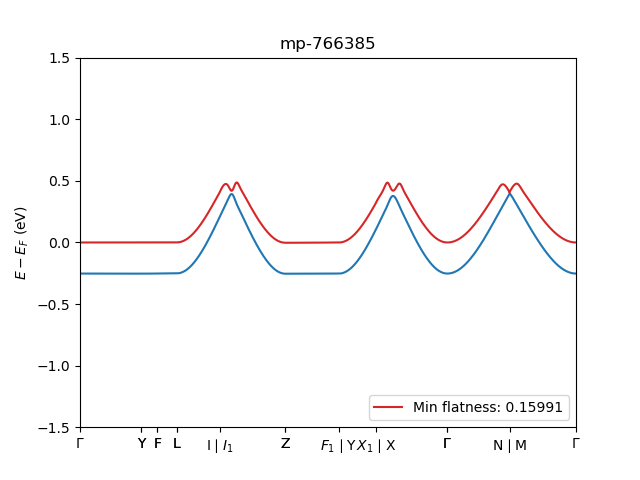 mp-766385
1.5
1.0
0.5
0.0
−0.5
−1.0
−1.5
E − E_F (eV)
Min flatness: 0.15991
Γ Y F L I | I₁ Z F₁ | Y X₁ | X Γ N | M Γ